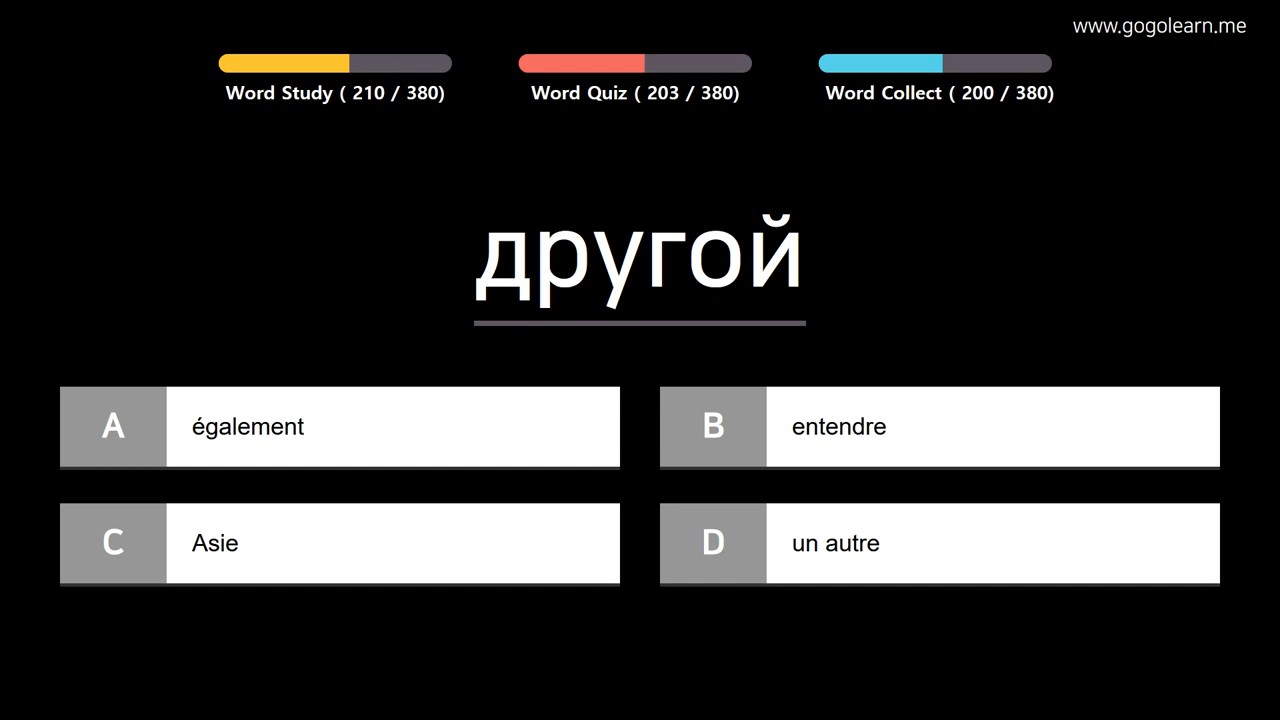 www.gogolearn.me
Word Study ( 210 / 380)
Word Quiz ( 203 / 380)
Word Collect ( 200 / 380)
другой
A
également
B
entendre
C
Asie
D
un autre